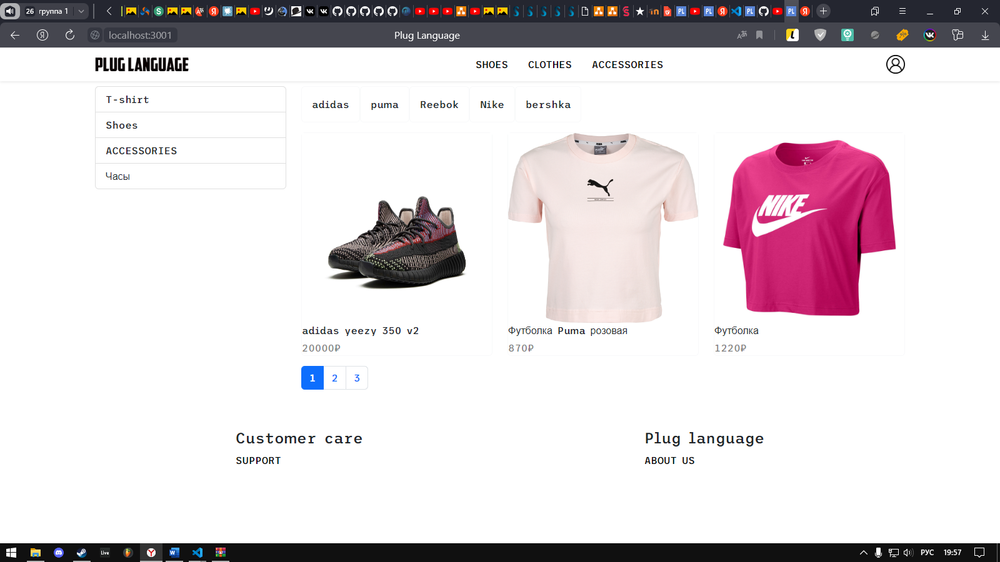 26 группа 1
localhost:3001
Plug Language
PLUG LANGUAGE
SHOES CLOTHES ACCESSORIES
T-shirt
Shoes
ACCESSORIES
Часы
adidas puma Reebok Nike bershka
NIKE
adidas yeezy 350 v2
20000₽
Футболка Puma розовая
870₽
Футболка
1220₽
1 2 3
Customer care
SUPPORT
Plug language
ABOUT US
Live
РУС 19:57